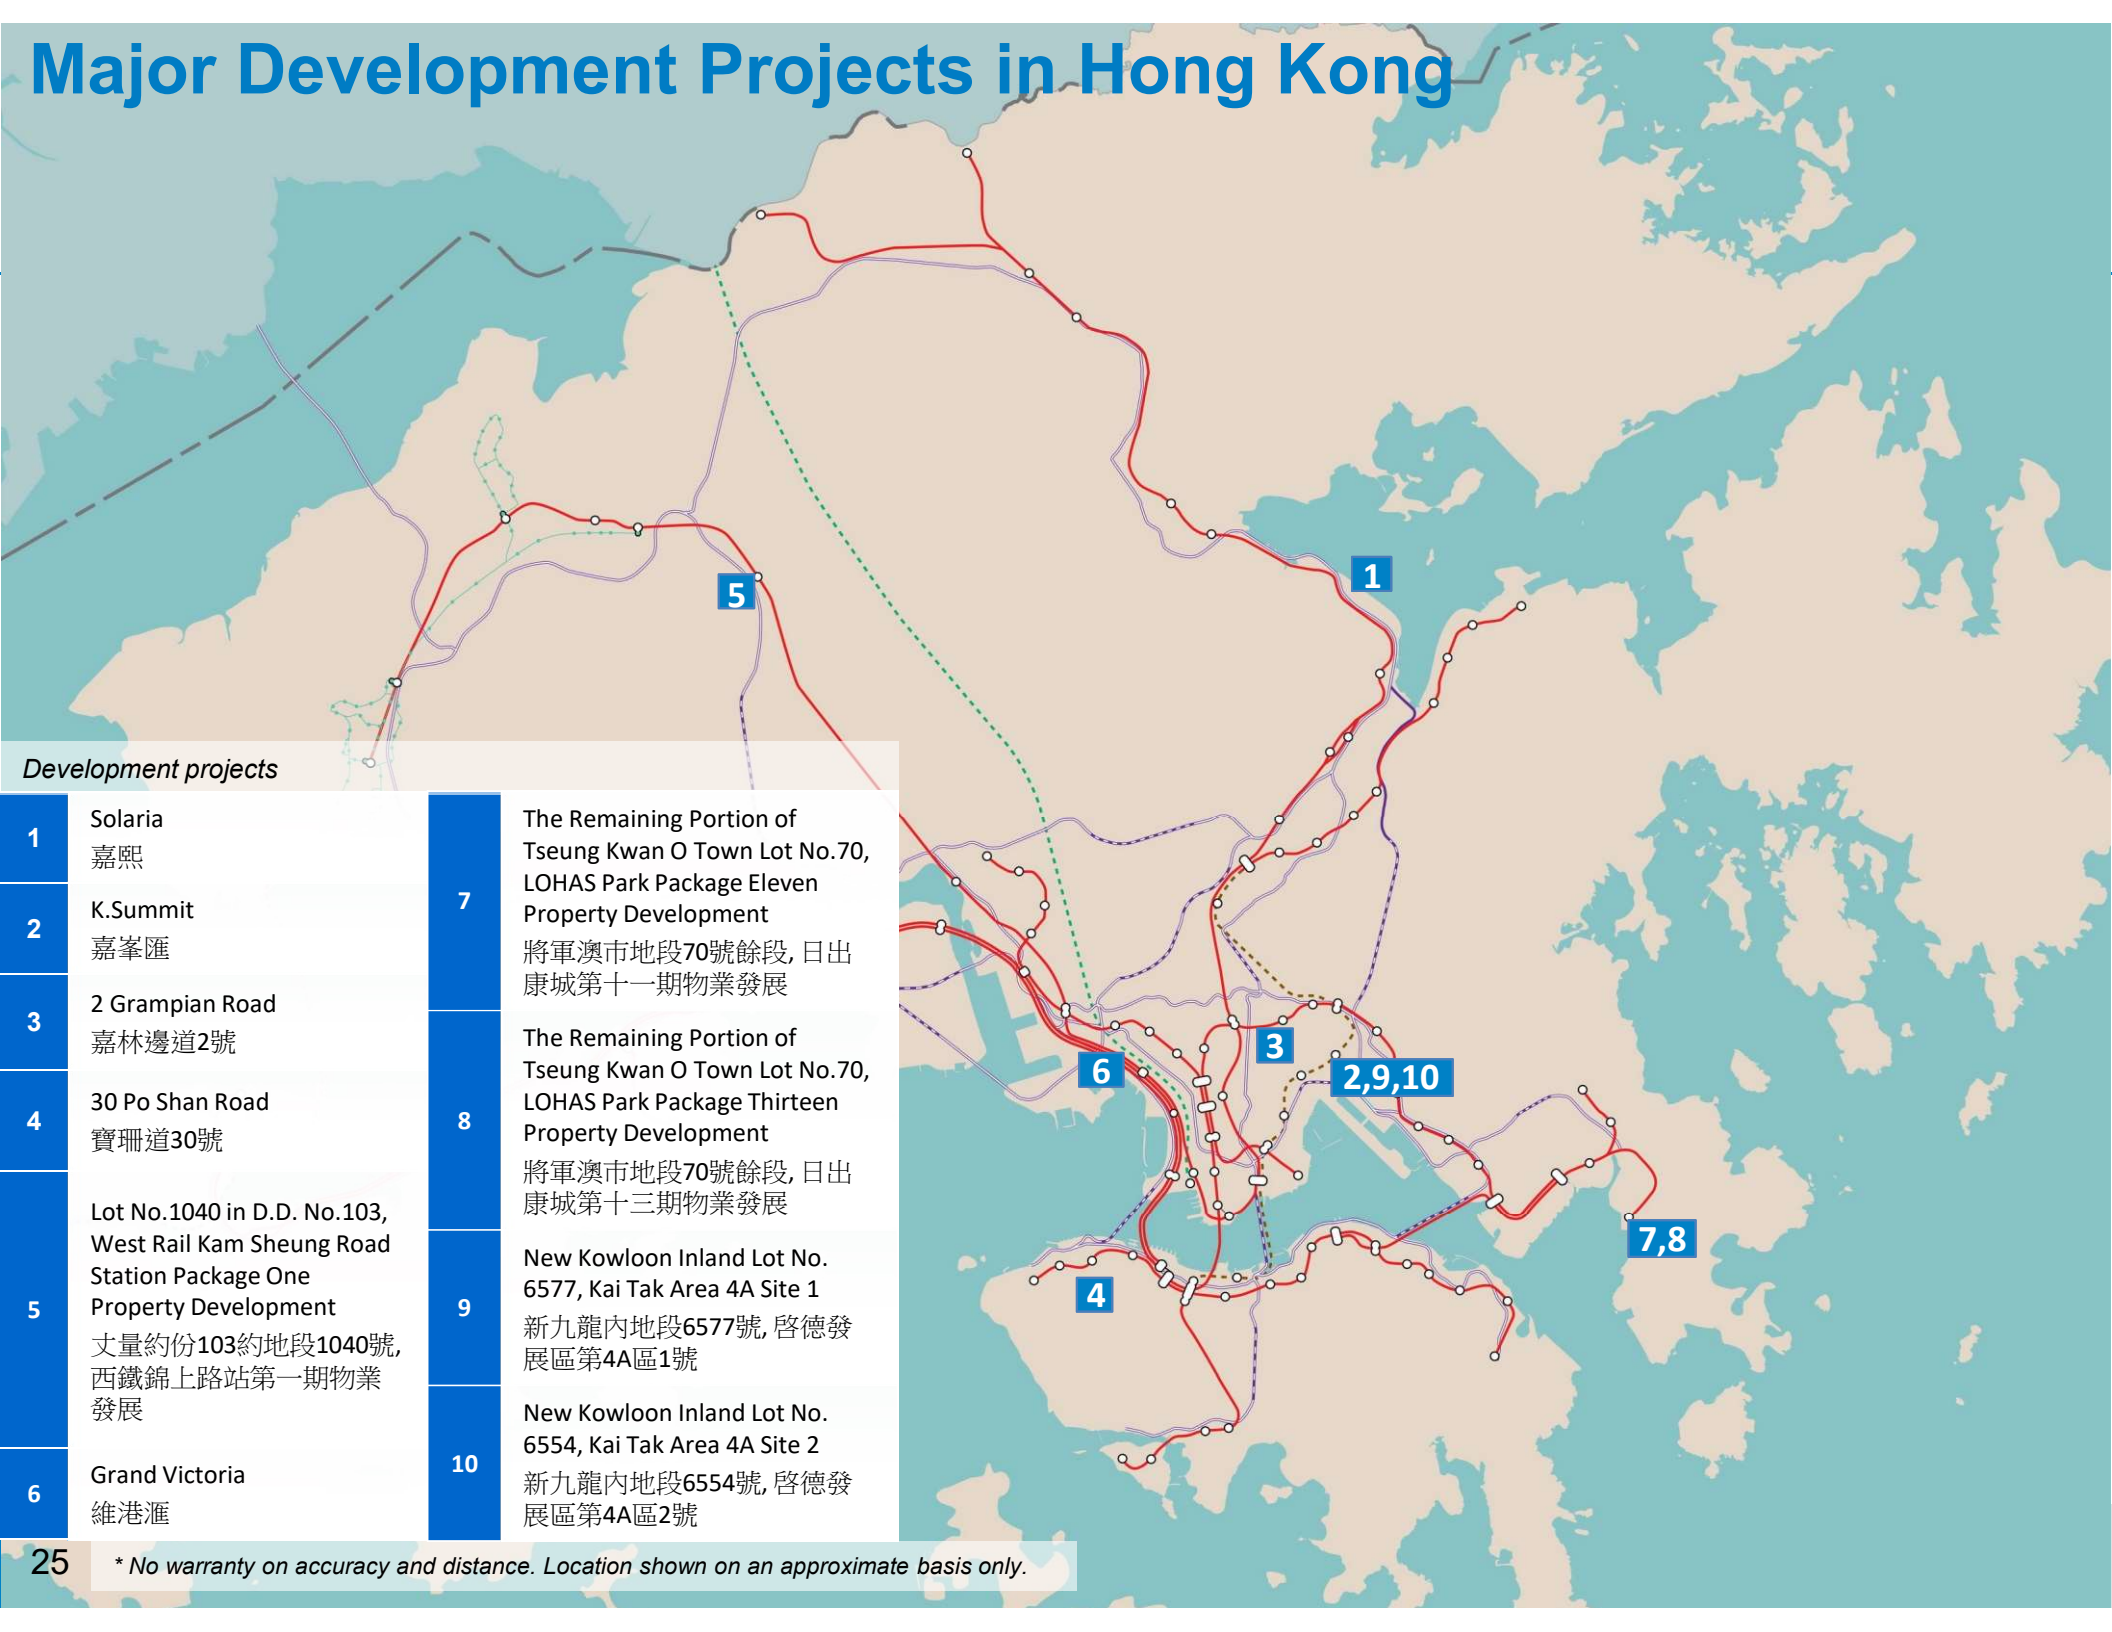 Major Development Projects in Hong Kong
5
1
3
6
2,9,10
7,8
4
Development projects
1
Solaria
嘉熙
2
K.Summit
嘉峯匯
3
2 Grampian Road
嘉林邊道2號
4
30 Po Shan Road
寶珊道30號
5
Lot No.1040 in D.D. No.103,
West Rail Kam Sheung Road
Station Package One
Property Development
丈量約份103約地段1040號,
西鐵錦上路站第一期物業
發展
6
Grand Victoria
維港滙
7
The Remaining Portion of
Tseung Kwan O Town Lot No.70,
LOHAS Park Package Eleven
Property Development
將軍澳市地段70號餘段, 日出
康城第十一期物業發展
8
The Remaining Portion of
Tseung Kwan O Town Lot No.70,
LOHAS Park Package Thirteen
Property Development
將軍澳市地段70號餘段, 日出
康城第十三期物業發展
9
New Kowloon Inland Lot No.
6577, Kai Tak Area 4A Site 1
新九龍內地段6577號, 啓德發
展區第4A區1號
10
New Kowloon Inland Lot No.
6554, Kai Tak Area 4A Site 2
新九龍內地段6554號, 啓德發
展區第4A區2號
25
* No warranty on accuracy and distance. Location shown on an approximate basis only.